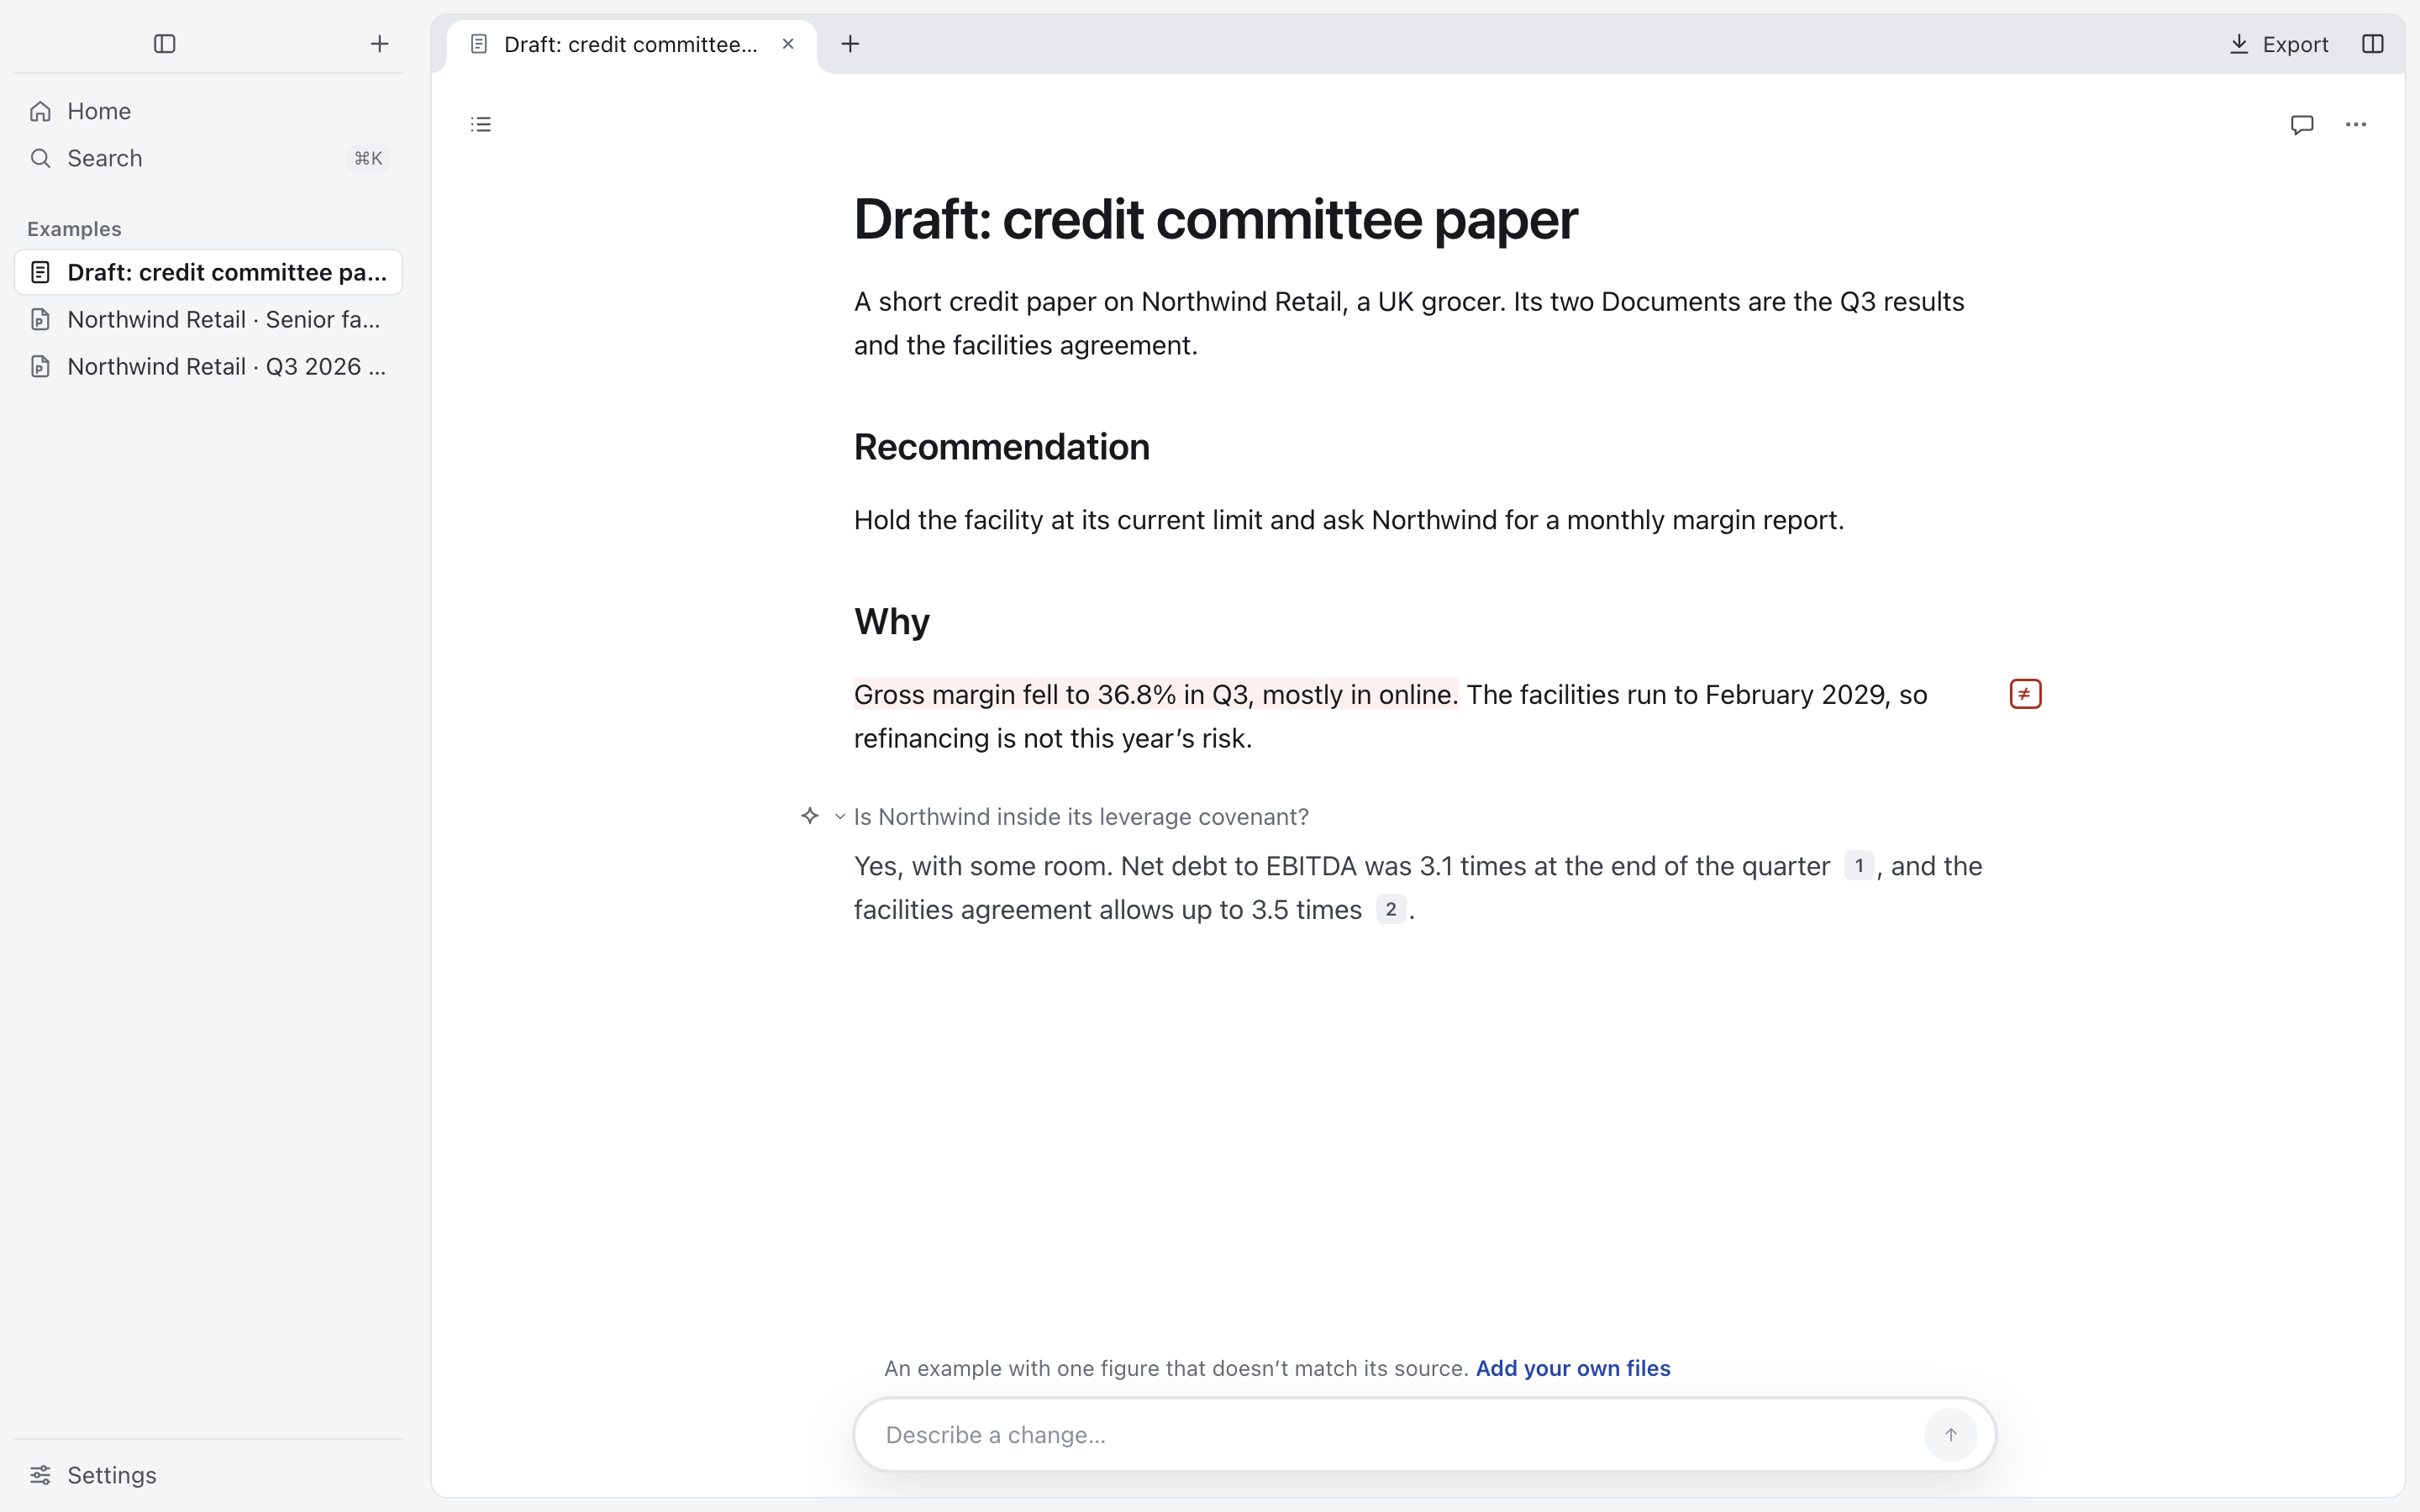 Draft: credit committee...
Export
Home
Search ⌘K
Examples
Draft: credit committee pa...
Northwind Retail · Senior fa...
Northwind Retail · Q3 2026 ...
Settings
Draft: credit committee paper
A short credit paper on Northwind Retail, a UK grocer. Its two Documents are the Q3 results
and the facilities agreement.
Recommendation
Hold the facility at its current limit and ask Northwind for a monthly margin report.
Why
Gross margin fell to 36.8% in Q3, mostly in online. The facilities run to February 2029, so
≠
refinancing is not this year’s risk.
Is Northwind inside its leverage covenant?
Yes, with some room. Net debt to EBITDA was 3.1 times at the end of the quarter 1, and the
facilities agreement allows up to 3.5 times 2.
An example with one figure that doesn’t match its source. Add your own files
Describe a change...